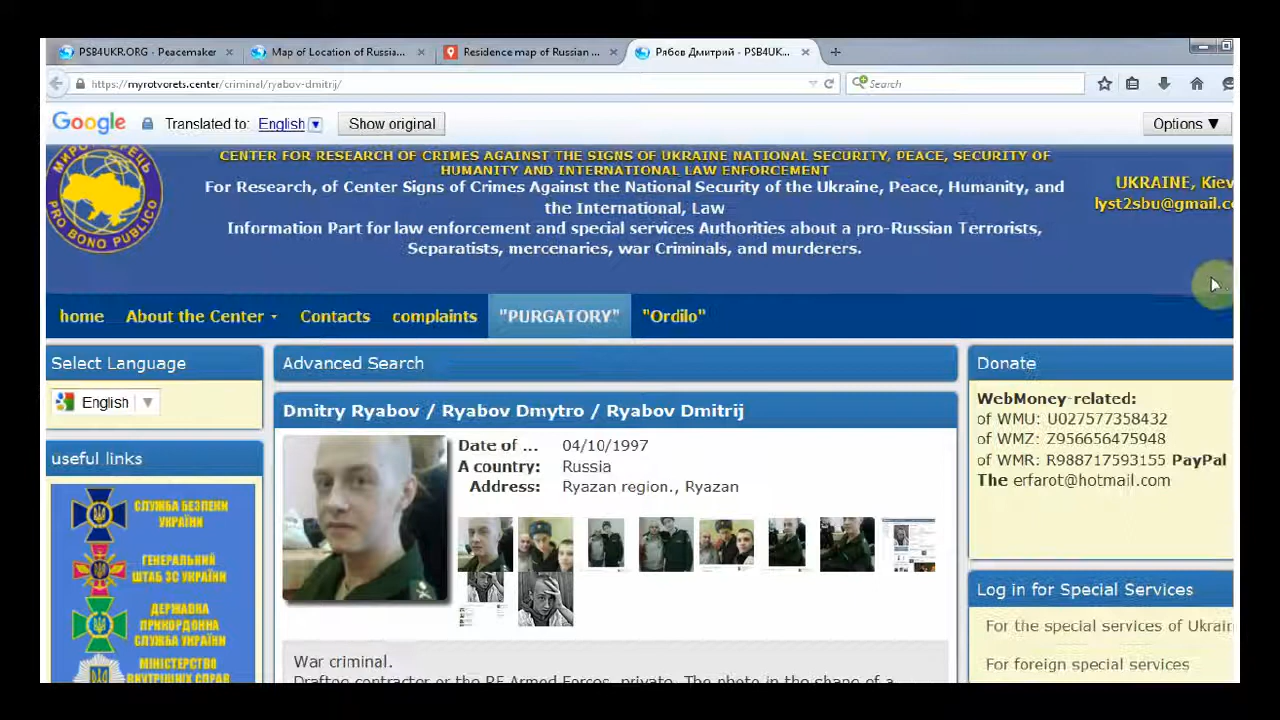 PSB4UKR.ORG - Peacemaker
Map of Location of Russia...
Residence map of Russian ...
Рябов Дмитрий - PSB4UK...
https://myrotvorets.center/criminal/ryabov-dmitrij/
Search
Google Translated to: English Show original Options
МИРОТВОРЕЦЬ
PRO BONO PUBLICO
CENTER FOR RESEARCH OF CRIMES AGAINST THE SIGNS OF UKRAINE NATIONAL SECURITY, PEACE, SECURITY OF
HUMANITY AND INTERNATIONAL LAW ENFORCEMENT
For Research, of Center Signs of Crimes Against the National Security of the Ukraine, Peace, Humanity, and
the International, Law
Information Part for law enforcement and special services Authorities about a pro-Russian Terrorists,
Separatists, mercenaries, war Criminals, and murderers.
UKRAINE, Kiev
lyst2sbu@gmail.c
home About the Center Contacts complaints "PURGATORY" "Ordilo"
Select Language
English
useful links
СЛУЖБА БЕЗПЕКИ
УКРАЇНИ
ГЕНЕРАЛЬНИЙ
ШТАБ ЗС УКРАЇНИ
ДЕРЖАВНА
ПРИКОРДОННА
СЛУЖБА УКРАЇНИ
МІНІСТЕРСТВО
ВНУТРІШНІХ СПРАВ
Advanced Search
Dmitry Ryabov / Ryabov Dmytro / Ryabov Dmitrij
Date of ... 04/10/1997
A country: Russia
Address: Ryazan region., Ryazan
War criminal.
Drafted contractor or the RF Armed Forces, private. The photo in the shape of a
Donate
WebMoney-related:
of WMU: U027577358432
of WMZ: Z956656475948
of WMR: R988717593155 PayPal
The erfarot@hotmail.com
Log in for Special Services
For the special services of Ukrain
For foreign special services